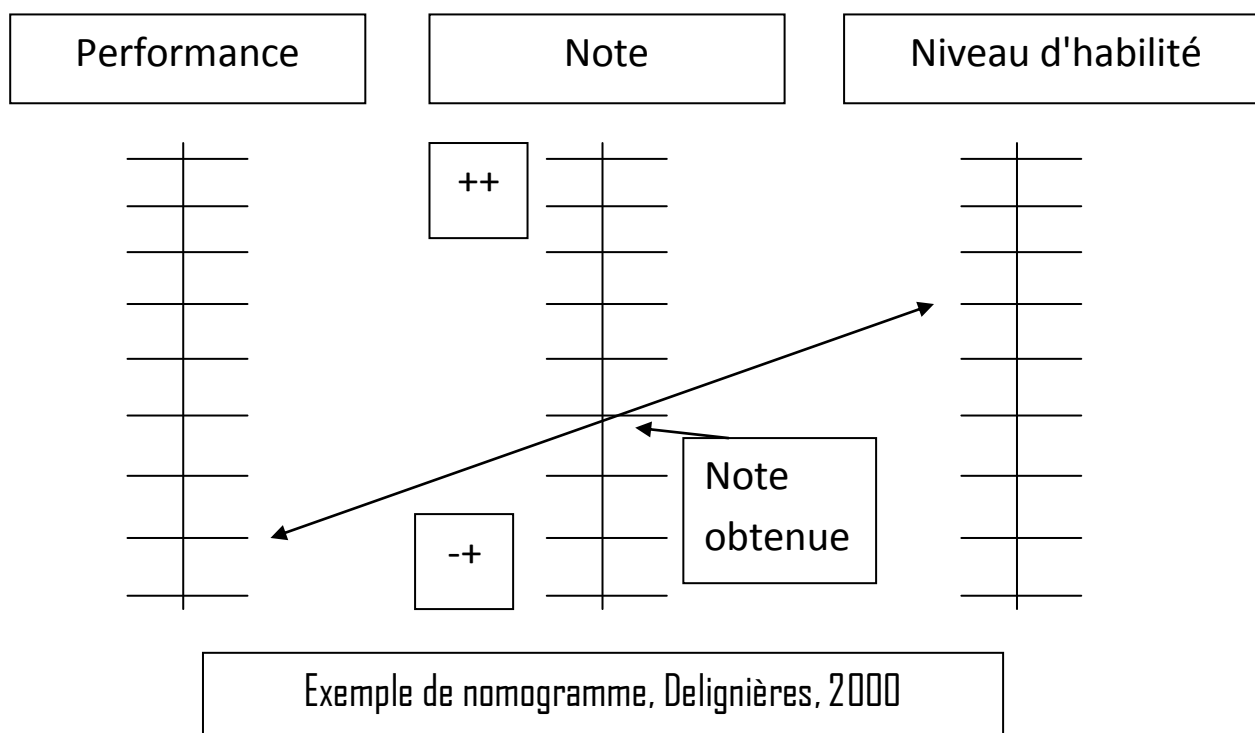 Performance
Note
Niveau d'habilité
++
Note
obtenue
-+
Exemple de nomogramme, Delignières, 2000